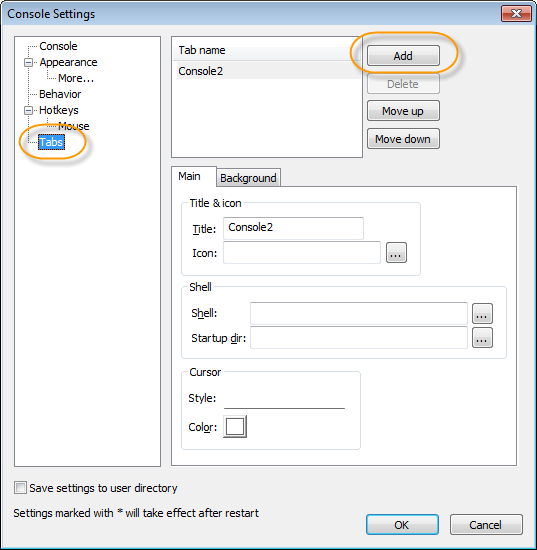 Console Settings
Console
Appearance
More...
Behavior
Hotkeys
Mouse
Tabs
Tab name
Console2
Add
Delete
Move up
Move down
Main Background
Title & icon
Title: Console2
Icon: ...
Shell
Shell: ...
Startup dir: ...
Cursor
Style:
Color:
Save settings to user directory
Settings marked with * will take effect after restart
OK Cancel